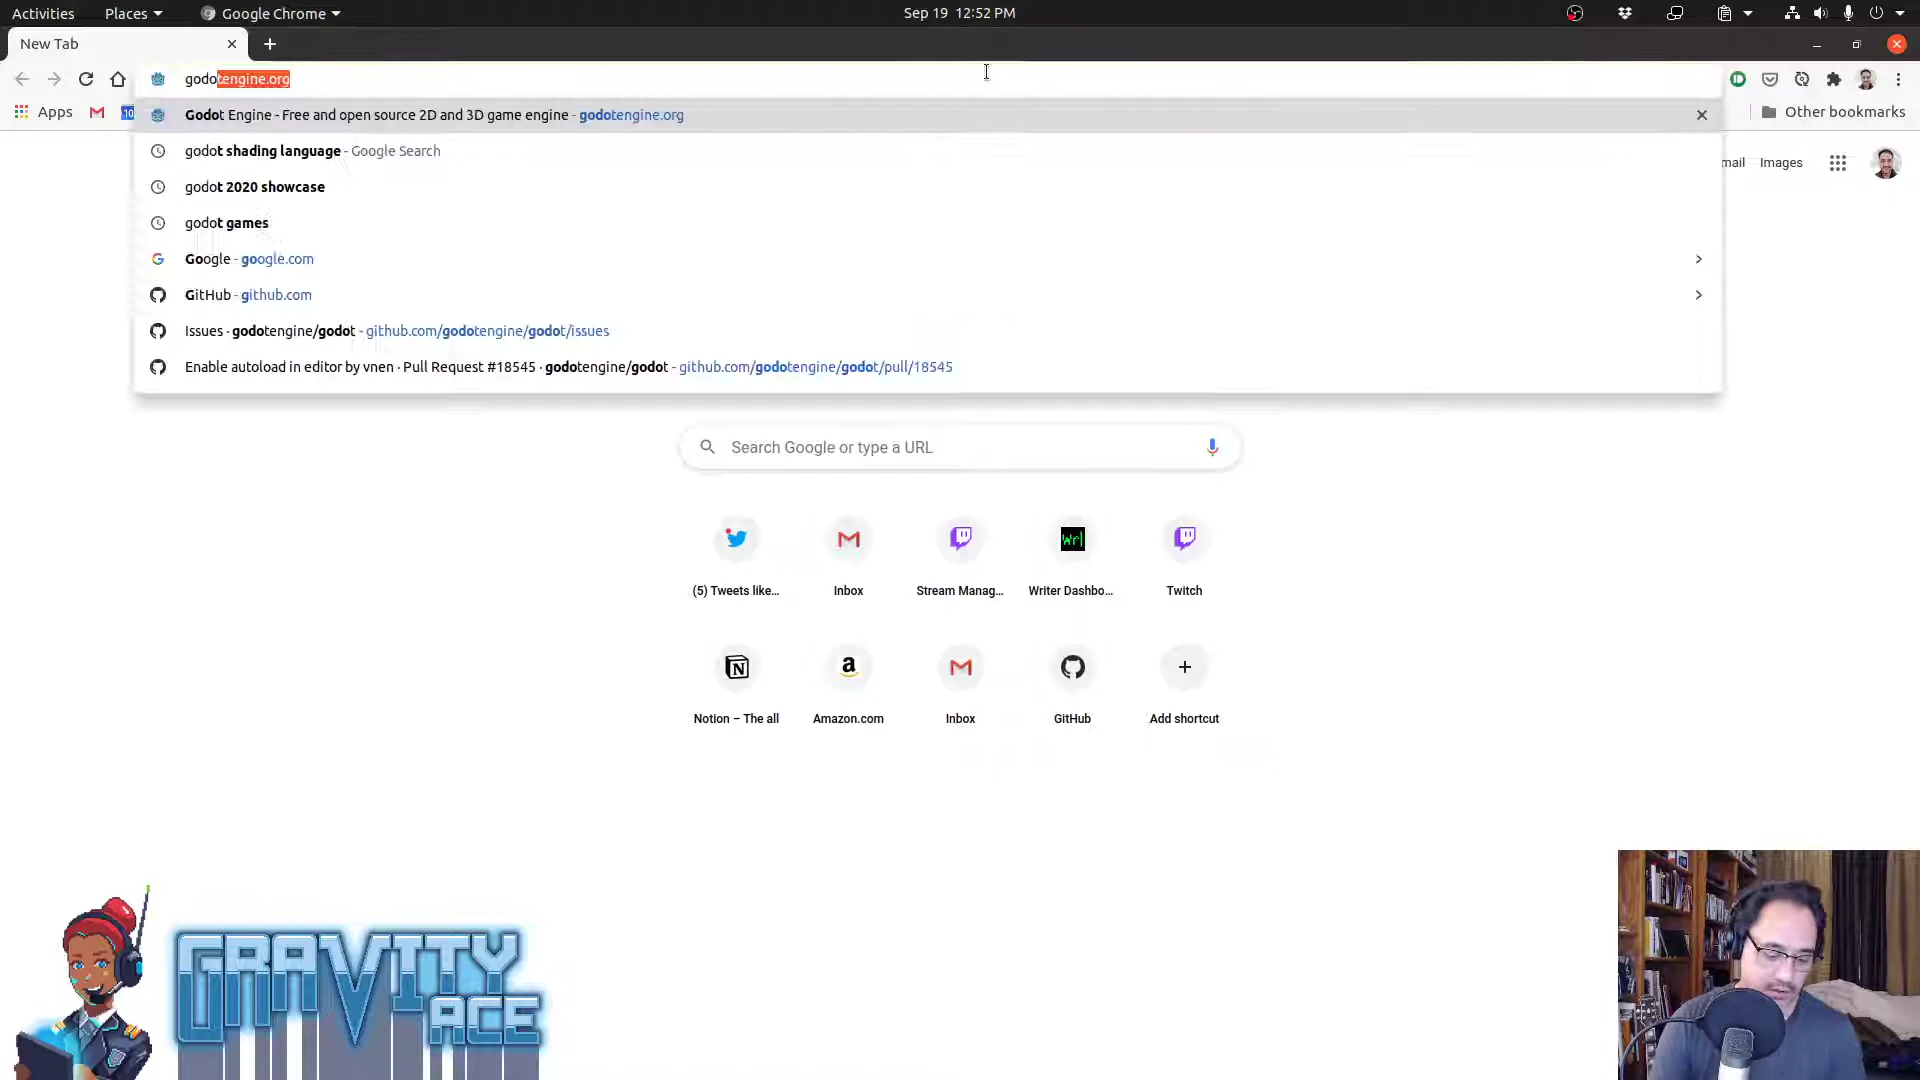 Activities
Places
Google Chrome
Sep 19 12:52 PM
New Tab
godotengine.org
Apps
10
Other bookmarks
Godot Engine - Free and open source 2D and 3D game engine - godotengine.org
godot shading language - Google Search
godot 2020 showcase
godot games
Google - google.com
GitHub - github.com
Issues · godotengine/godot - github.com/godotengine/godot/issues
Enable autoload in editor by vnen · Pull Request #18545 · godotengine/godot - github.com/godotengine/godot/pull/18545
mail
Images
Search Google or type a URL
(5) Tweets like...
Inbox
Stream Manag...
Wrl
Writer Dashbo...
Twitch
Notion – The all
Amazon.com
Inbox
GitHub
Add shortcut
GRAVITY
ACE